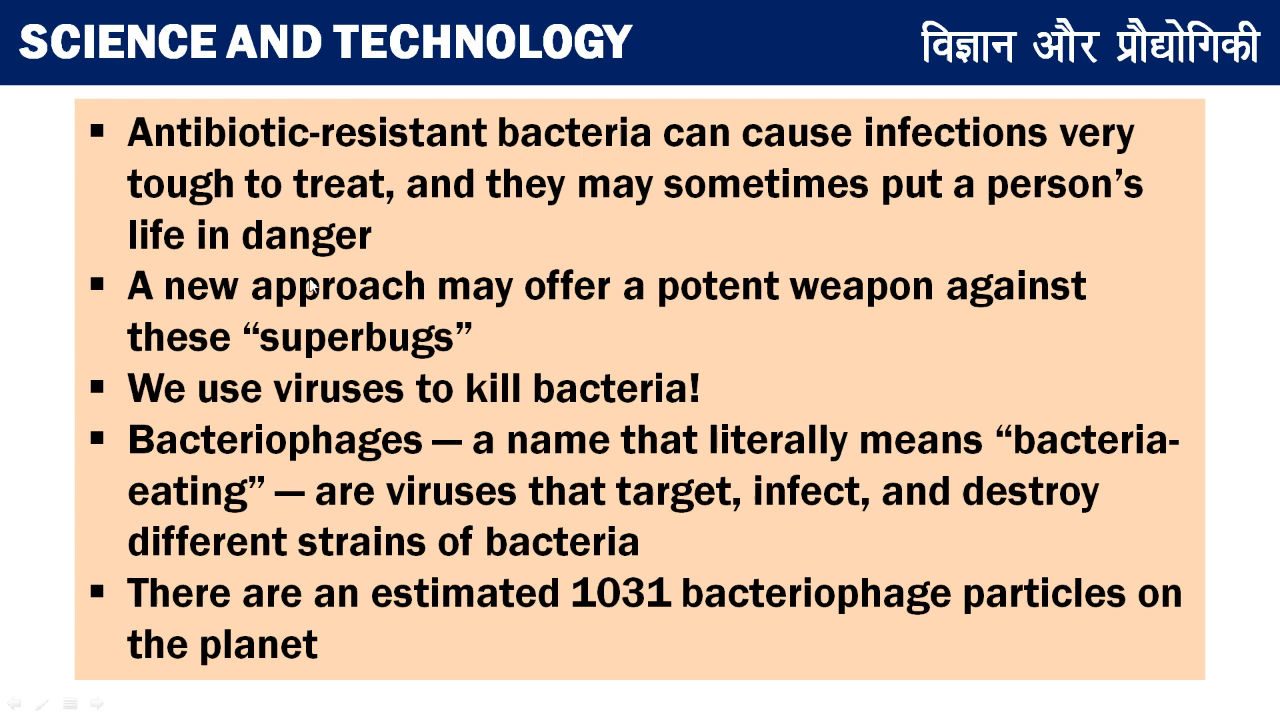 SCIENCE AND TECHNOLOGY
विज्ञान और प्रौद्योगिकी
▪ Antibiotic-resistant bacteria can cause infections very
tough to treat, and they may sometimes put a person’s
life in danger
▪ A new approach may offer a potent weapon against
these “superbugs”
▪ We use viruses to kill bacteria!
▪ Bacteriophages — a name that literally means “bacteria-
eating” — are viruses that target, infect, and destroy
different strains of bacteria
▪ There are an estimated 1031 bacteriophage particles on
the planet